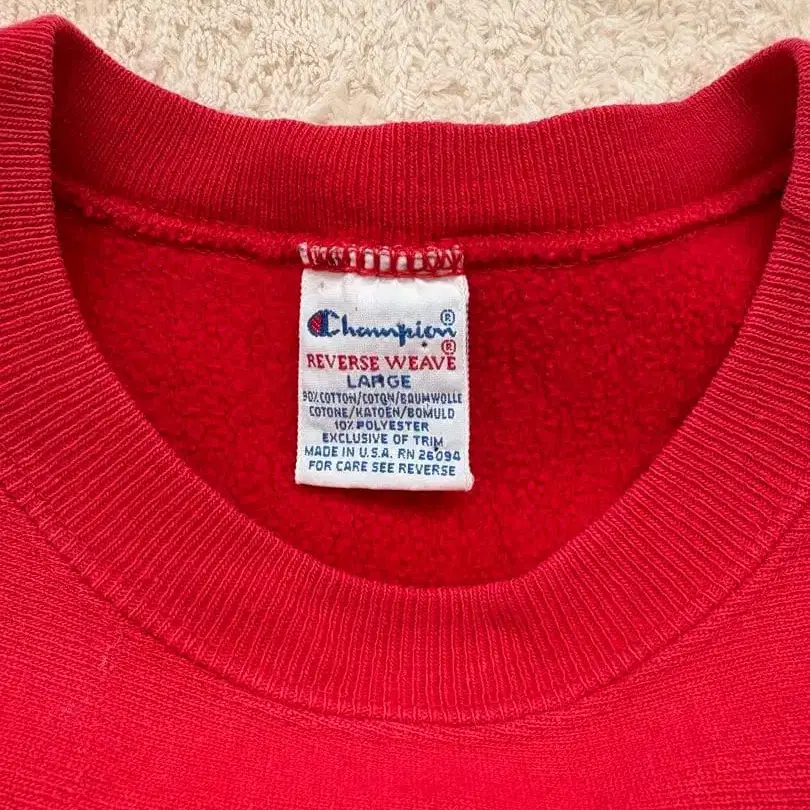 Champion®
REVERSE WEAVE®
LARGE
90% COTTON/COTON/BAUMWOLLE
COTONE/KATOEN/BOMULD
10% POLYESTER
EXCLUSIVE OF TRIM
MADE IN U.S.A. RN 26094
FOR CARE SEE REVERSE